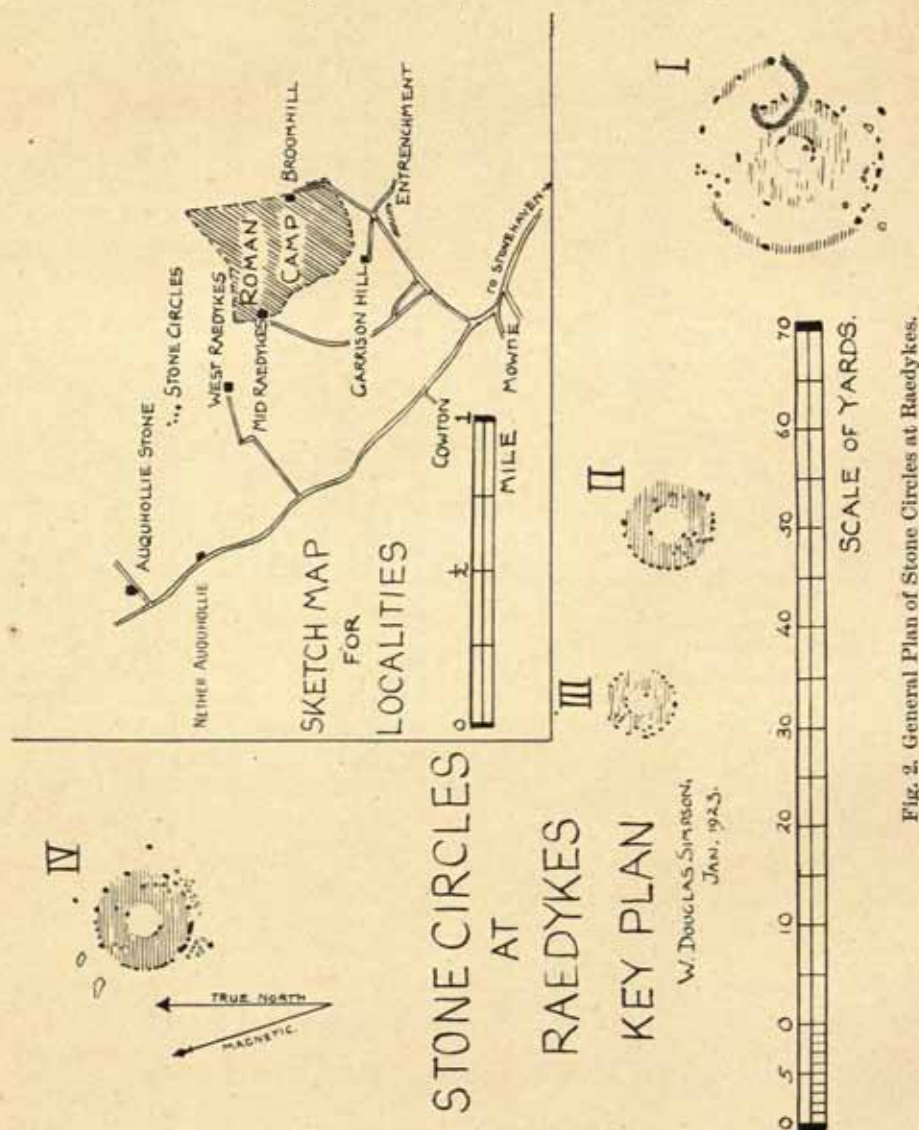 IV
TRUE NORTH
MAGNETIC.
STONE CIRCLES
AT
RAEDYKES
KEY PLAN
W. DOUGLAS SIMPSON,
JAN. 1923.
AUQUHOLLIE STONE
STONE CIRCLES
NETHER AUQUHOLLIE
WEST RAEDYKES
MID RAEDYKES
ROMAN
CAMP
BROOMHILL
GARRISON HILL
ENTRENCHMENT
TO STONEHAVEN
COWTON
MOWTIE
SKETCH MAP
FOR
LOCALITIES
0 ½ 1
MILE
III
II
I
0 5 0 10 20 30 40 50 60 70
SCALE OF YARDS.
Fig. 2. General Plan of Stone Circles at Raedykes.